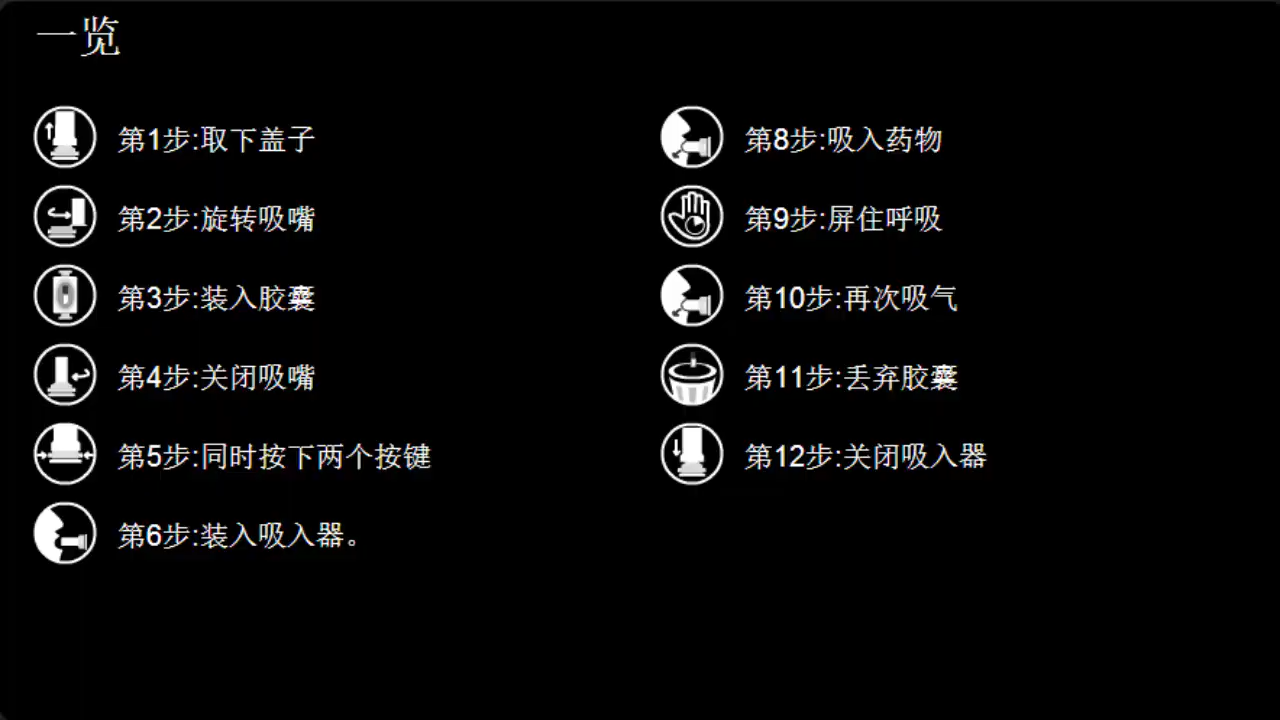 一览
第1步:取下盖子
第2步:旋转吸嘴
第3步:装入胶囊
第4步:关闭吸嘴
第5步:同时按下两个按键
第6步:装入吸入器。
第8步:吸入药物
第9步:屏住呼吸
第10步:再次吸气
第11步:丢弃胶囊
第12步:关闭吸入器